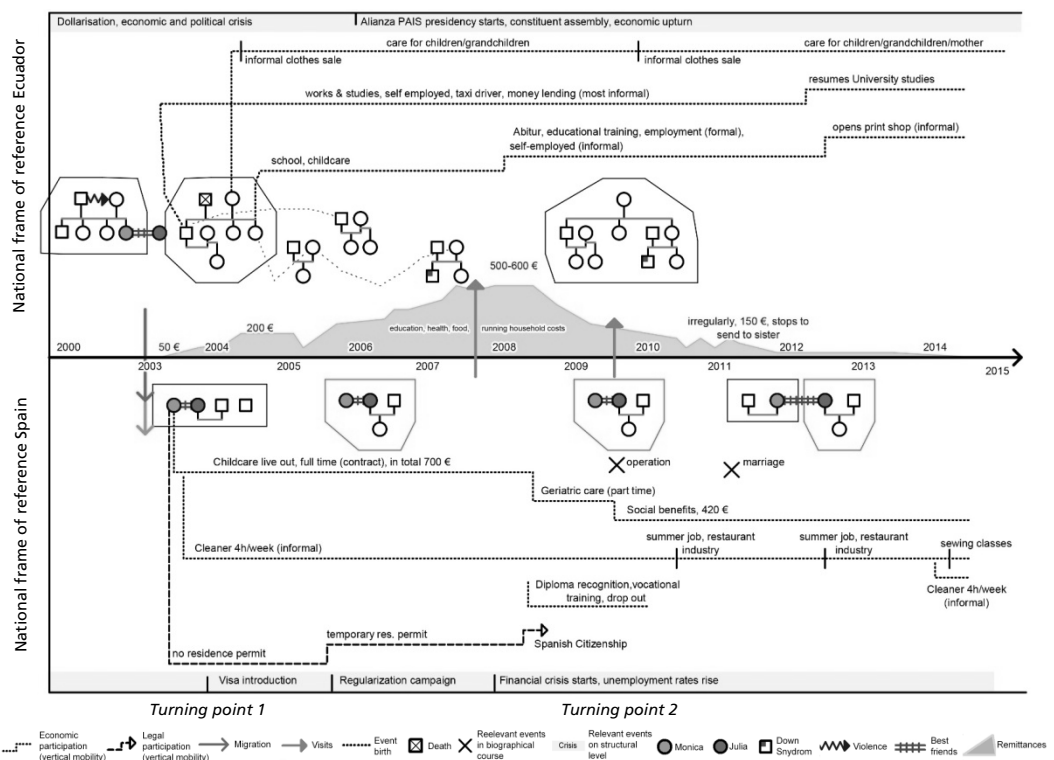 Dollarisation, economic and political crisis
Alianza PAIS presidency starts, constituent assembly, economic upturn
National frame of reference Ecuador
care for children/grandchildren
care for children/grandchildren/mother
informal clothes sale
informal clothes sale
resumes University studies
works & studies, self employed, taxi driver, money lending (most informal)
Abitur, educational training, employment (formal),
self-employed (informal)
opens print shop (informal)
school, childcare
500-600 €
50 €
200 €
education, health, food,
running household costs
irregularly, 150 €, stops to
send to sister
2000
2003
2004
2005
2006
2007
2008
2009
2010
2011
2012
2013
2014
2015
National frame of reference Spain
operation
marriage
Childcare live out, full time (contract), in total 700 €
Geriatric care (part time)
Social benefits, 420 €
Cleaner 4h/week (informal)
summer job, restaurant
industry
summer job, restaurant
industry
sewing classes
Cleaner 4h/week
(informal)
Diploma recognition,vocational
training, drop out
temporary res. permit
Spanish Citizenship
no residence permit
Visa introduction
Regularization campaign
Financial crisis starts, unemployment rates rise
Turning point 1
Turning point 2
Economic
participation
(vertical mobility)
Legal
participation
(vertical mobility)
Migration
Visits
Event
birth
Death
Reelevant events
in biographical
course
Crisis
Relevant events
on structural
level
Monica
Julia
Down
Snydrom
Violence
Best
friends
Remittances